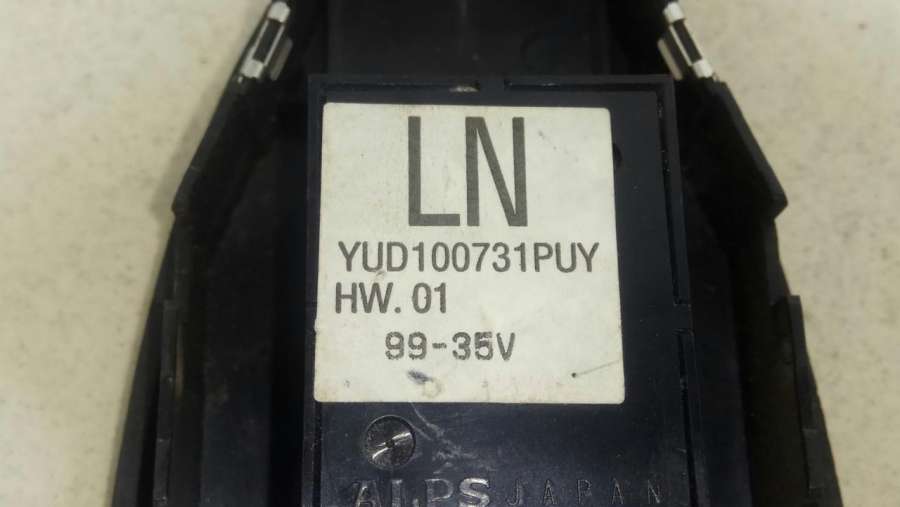 LN
YUD100731PUY
HW. 01
99-35V
ALPS JAPAN